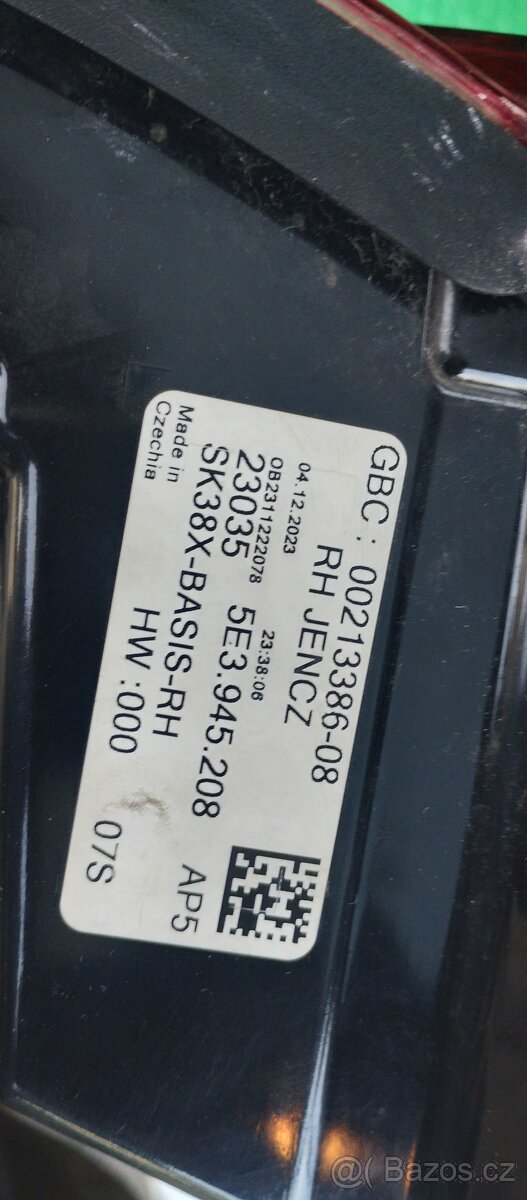 GBC: 00213386-08
RH JENCZ
04.12.2023
QB2311222078 23:38:06
23035 5E3.945.208
SK38X-BASIS-RH AP5
HW:000 07S
Made in
Czechia
@( Bazos.cz